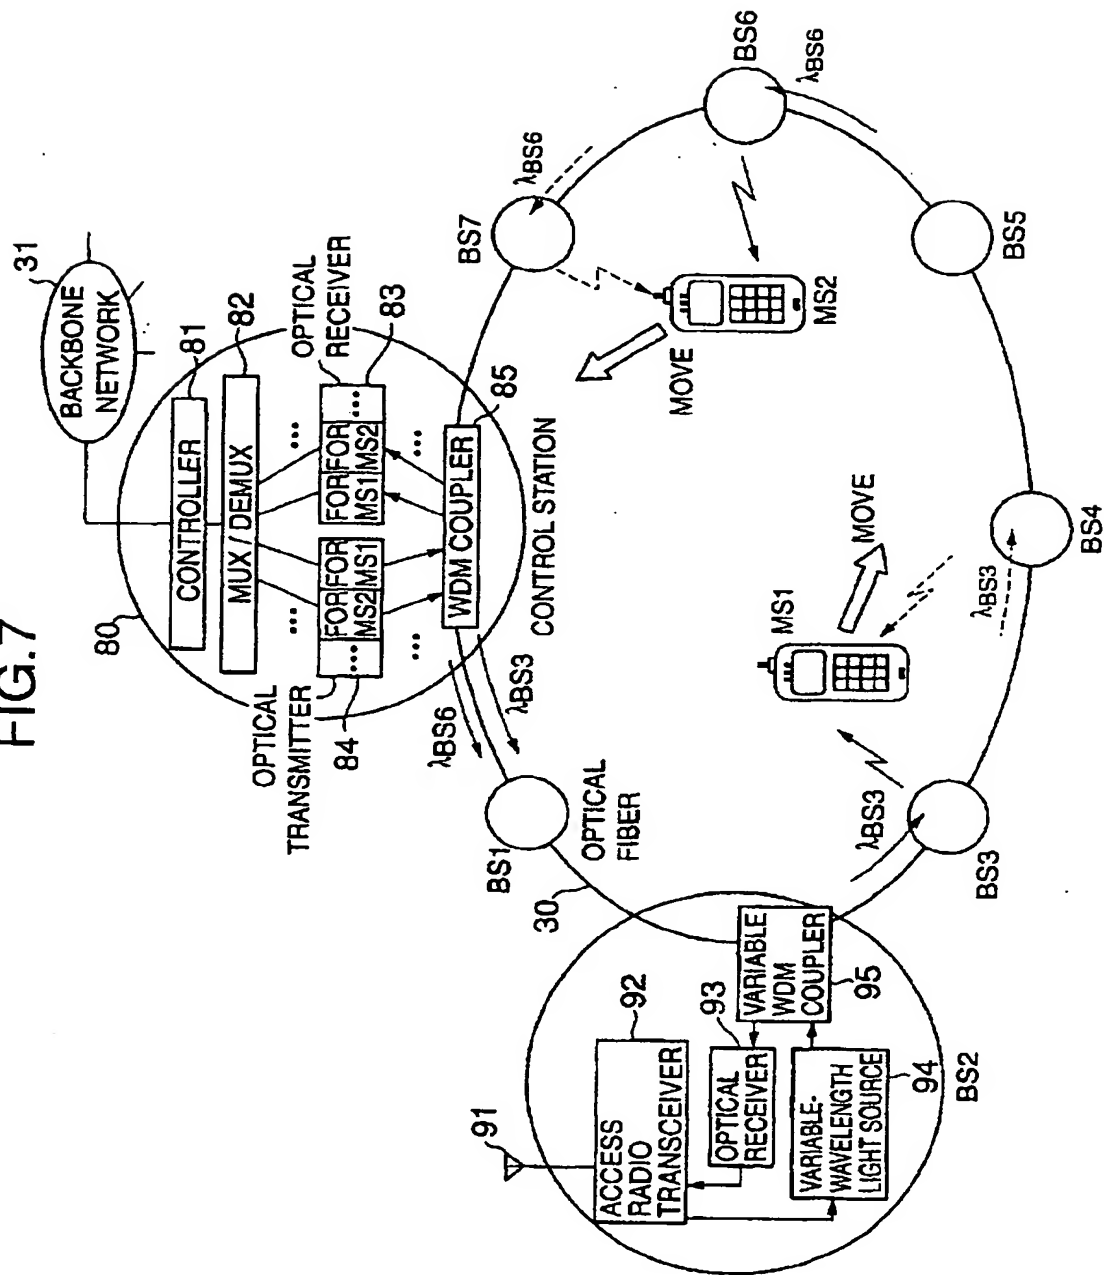 FIG.7
BACKBONE
NETWORK
31
80
CONTROLLER
81
MUX / DEMUX
82
OPTICAL
TRANSMITTER
84
...
...
FOR
MS2
FOR
MS1
...
FOR
MS1
FOR
MS2
...
...
OPTICAL
RECEIVER
83
...
...
WDM COUPLER
85
CONTROL STATION
λBS6
λBS3
BS1
OPTICAL
FIBER
30
BS7
λBS6
BS6
λBS6
MOVE
MS2
BS5
MS1
MOVE
λBS3
BS4
λBS3
BS3
91
ACCESS
RADIO
TRANSCEIVER
92
OPTICAL
RECEIVER
93
VARIABLE
WDM
COUPLER
95
VARIABLE-
WAVELENGTH
LIGHT SOURCE
94
BS2